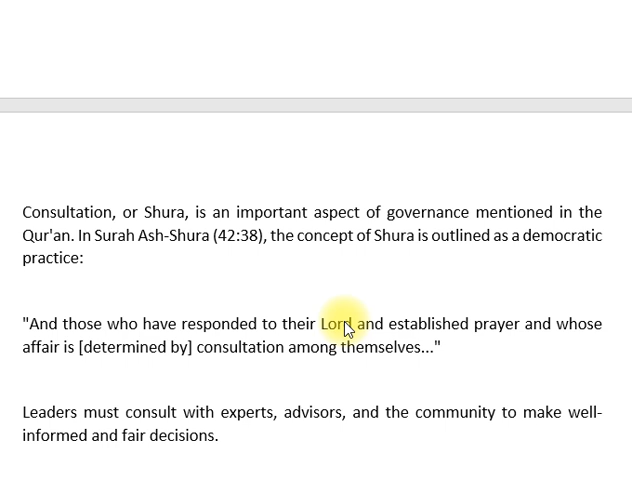 Consultation, or Shura, is an important aspect of governance mentioned in the
Qur'an. In Surah Ash-Shura (42:38), the concept of Shura is outlined as a democratic
practice:
"And those who have responded to their Lord and established prayer and whose
affair is [determined by] consultation among themselves..."
Leaders must consult with experts, advisors, and the community to make well-
informed and fair decisions.